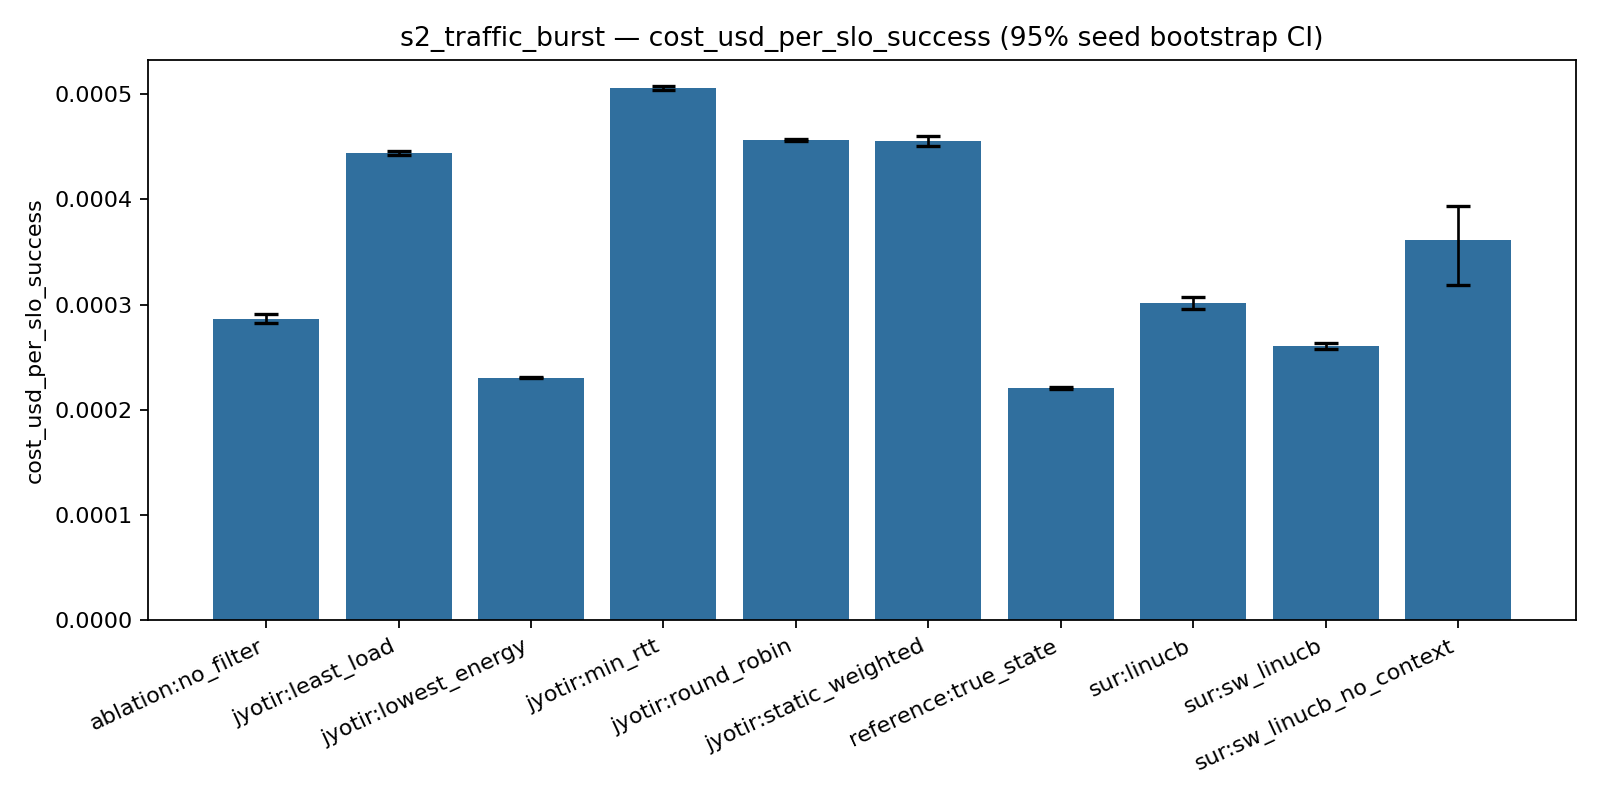 s2_traffic_burst — cost_usd_per_slo_success (95% seed bootstrap CI)
cost_usd_per_slo_success
0.0005
0.0004
0.0003
0.0002
0.0001
0.0000
ablation:no_filter
jyotir:least_load
jyotir:lowest_energy
jyotir:min_rtt
jyotir:round_robin
jyotir:static_weighted
reference:true_state
sur:linucb
sur:sw_linucb
sur:sw_linucb_no_context